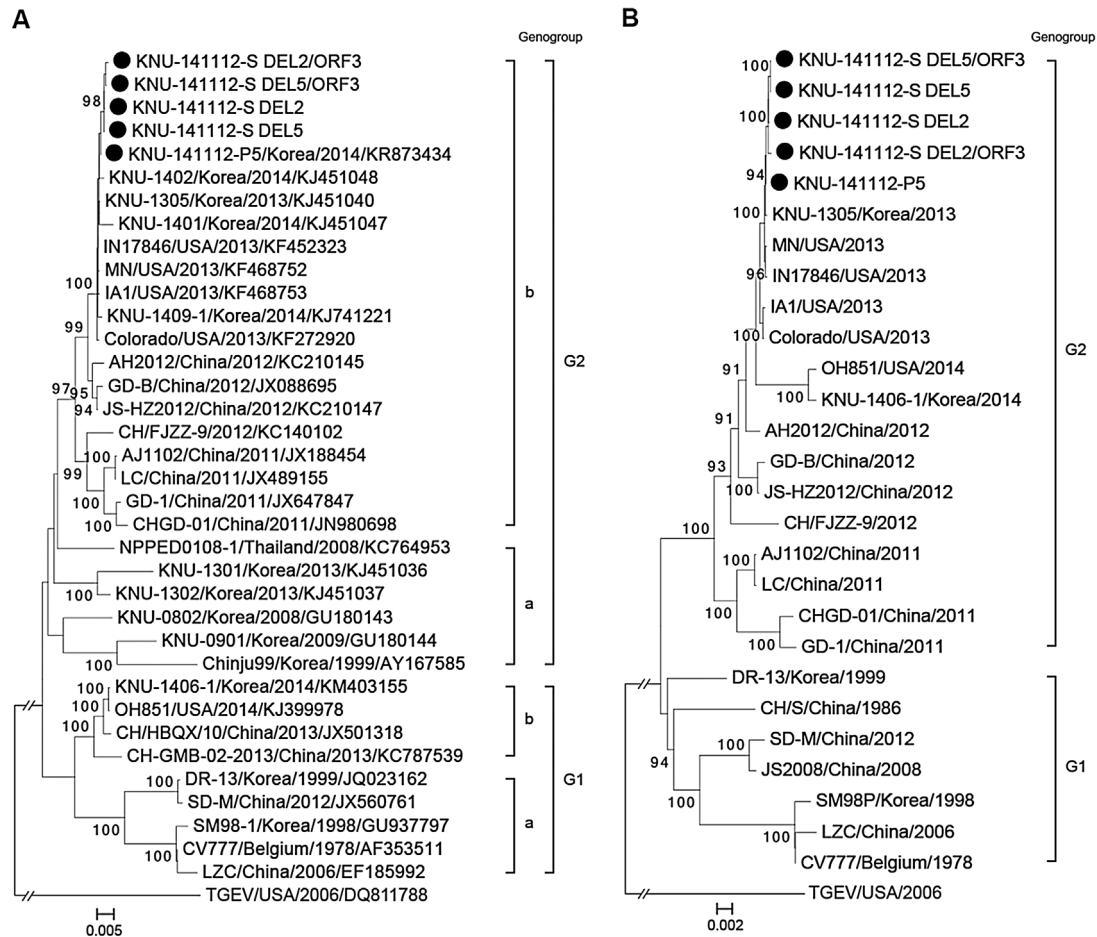 A
Genogroup
KNU-141112-S DEL2/ORF3
KNU-141112-S DEL5/ORF3
98
KNU-141112-S DEL2
KNU-141112-S DEL5
KNU-141112-P5/Korea/2014/KR873434
KNU-1402/Korea/2014/KJ451048
KNU-1305/Korea/2013/KJ451040
KNU-1401/Korea/2014/KJ451047
IN17846/USA/2013/KF452323
MN/USA/2013/KF468752
100
IA1/USA/2013/KF468753
b
KNU-1409-1/Korea/2014/KJ741221
99
Colorado/USA/2013/KF272920
AH2012/China/2012/KC210145
G2
97
95
GD-B/China/2012/JX088695
94
JS-HZ2012/China/2012/KC210147
CH/FJZZ-9/2012/KC140102
100
AJ1102/China/2011/JX188454
99
LC/China/2011/JX489155
100
GD-1/China/2011/JX647847
100
CHGD-01/China/2011/JN980698
NPPED0108-1/Thailand/2008/KC764953
KNU-1301/Korea/2013/KJ451036
100
KNU-1302/Korea/2013/KJ451037
a
KNU-0802/Korea/2008/GU180143
KNU-0901/Korea/2009/GU180144
100
Chinju99/Korea/1999/AY167585
100
KNU-1406-1/Korea/2014/KM403155
100
OH851/USA/2014/KJ399978
b
100
CH/HBQX/10/China/2013/JX501318
CH-GMB-02-2013/China/2013/KC787539
100
DR-13/Korea/1999/JQ023162
G1
SD-M/China/2012/JX560761
100
SM98-1/Korea/1998/GU937797
a
100
CV777/Belgium/1978/AF353511
LZC/China/2006/EF185992
TGEV/USA/2006/DQ811788
0.005
B
Genogroup
100
KNU-141112-S DEL5/ORF3
KNU-141112-S DEL5
100
KNU-141112-S DEL2
KNU-141112-S DEL2/ORF3
94
KNU-141112-P5
100
KNU-1305/Korea/2013
MN/USA/2013
96
IN17846/USA/2013
IA1/USA/2013
100
Colorado/USA/2013
G2
91
OH851/USA/2014
100
KNU-1406-1/Korea/2014
91
AH2012/China/2012
93
GD-B/China/2012
100
JS-HZ2012/China/2012
100
CH/FJZZ-9/2012
100
AJ1102/China/2011
LC/China/2011
100
CHGD-01/China/2011
100
GD-1/China/2011
DR-13/Korea/1999
CH/S/China/1986
100
SD-M/China/2012
94
JS2008/China/2008
G1
100
SM98P/Korea/1998
100
LZC/China/2006
CV777/Belgium/1978
TGEV/USA/2006
0.002